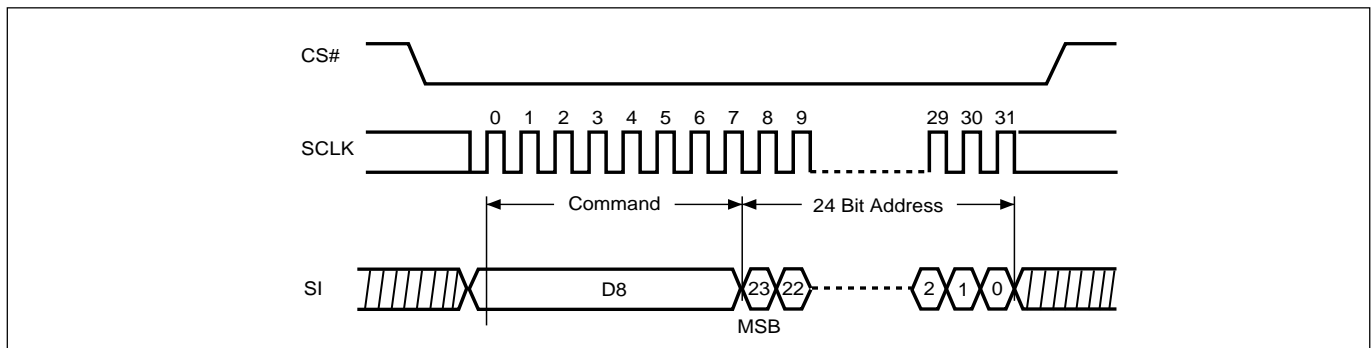 CS#
0 1 2 3 4 5 6 7 8 9 29 30 31
SCLK
Command 24 Bit Address
SI D8 23 22 2 1 0
MSB